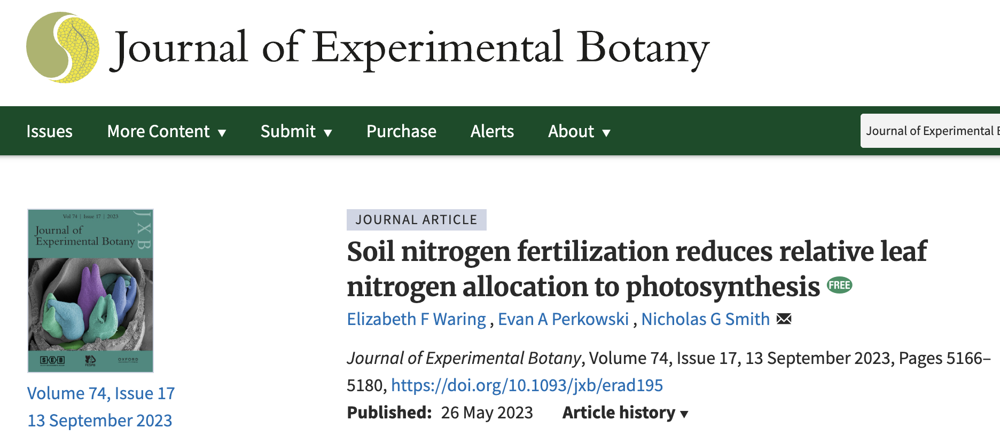 Journal of Experimental Botany
Issues More Content ▼ Submit ▼ Purchase Alerts About ▼ Journal of Experimental B
Vol 74 | Issue 17 | 2023
JXB
Journal of
Experimental Botany
SEB FESPB OXFORD
UNIVERSITY PRESS
Volume 74, Issue 17
13 September 2023
JOURNAL ARTICLE
Soil nitrogen fertilization reduces relative leaf
nitrogen allocation to photosynthesis FREE
Elizabeth F Waring , Evan A Perkowski , Nicholas G Smith
Journal of Experimental Botany, Volume 74, Issue 17, 13 September 2023, Pages 5166–
5180, https://doi.org/10.1093/jxb/erad195
Published: 26 May 2023 Article history ▼